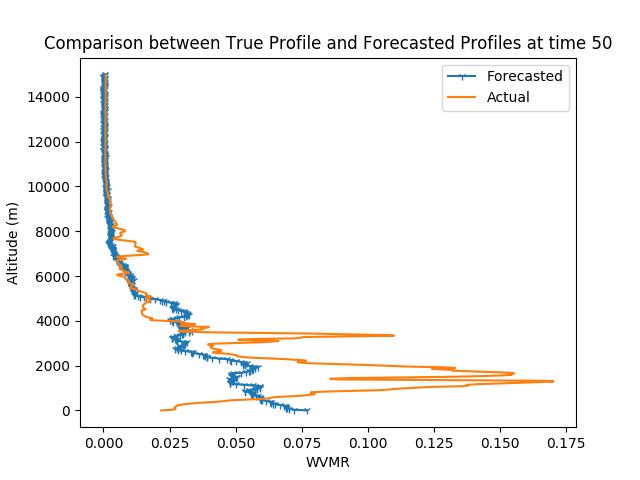 Comparison between True Profile and Forecasted Profiles at time 50
Forecasted
Actual
14000
12000
10000
8000
6000
4000
2000
0
Altitude (m)
0.000 0.025 0.050 0.075 0.100 0.125 0.150 0.175
WVMR